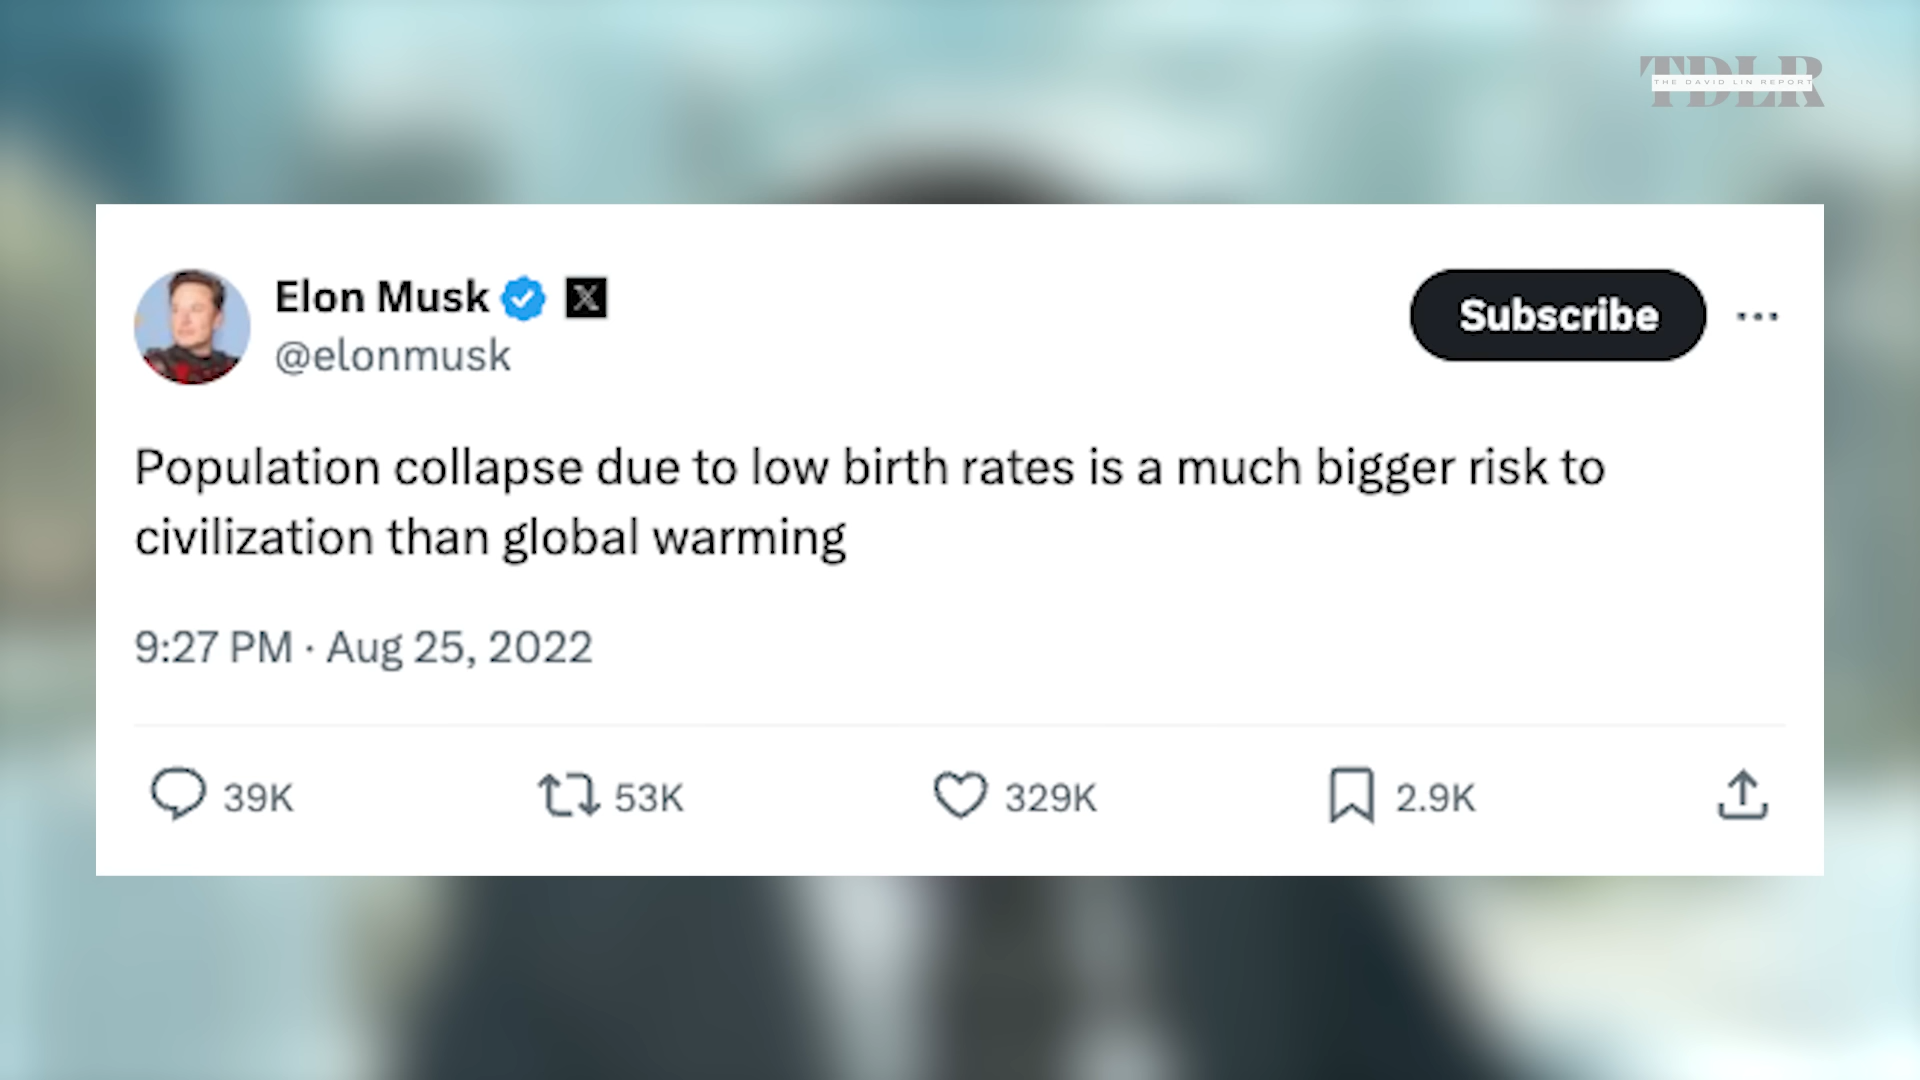 TDLR
THE DAVID LIN REPORT
Elon Musk
@elonmusk
Subscribe
Population collapse due to low birth rates is a much bigger risk to
civilization than global warming
9:27 PM · Aug 25, 2022
39K
53K
329K
2.9K